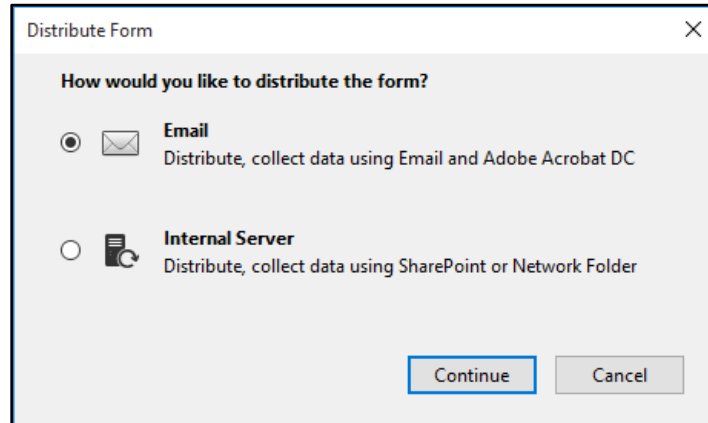 Distribute Form
How would you like to distribute the form?
Email
Distribute, collect data using Email and Adobe Acrobat DC
Internal Server
Distribute, collect data using SharePoint or Network Folder
Continue Cancel